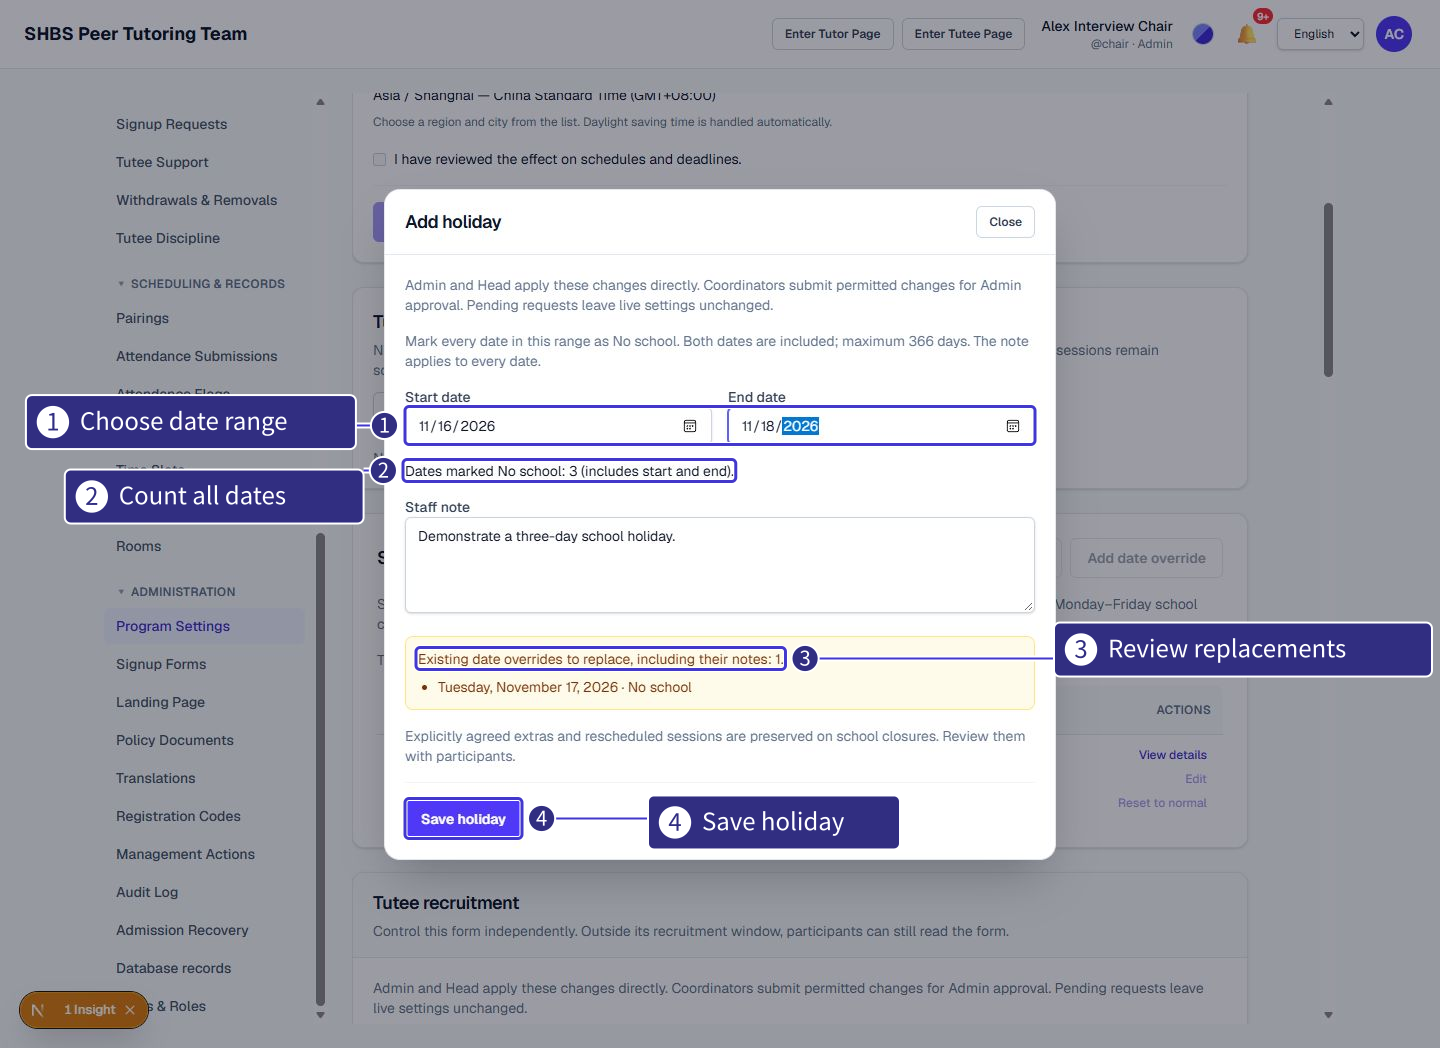 SHBS Peer Tutoring Team
Enter Tutor Page
Enter Tutee Page
Alex Interview Chair
@chair · Admin
9+
English
AC
Asia / Shanghai — China Standard Time (GMT+08:00)
Choose a region and city from the list. Daylight saving time is handled automatically.
I have reviewed the effect on schedules and deadlines.
Signup Requests
Tutee Support
Withdrawals & Removals
Tutee Discipline
SCHEDULING & RECORDS
Pairings
Attendance Submissions
Rooms
ADMINISTRATION
Program Settings
Signup Forms
Landing Page
Policy Documents
Translations
Registration Codes
Management Actions
Audit Log
Admission Recovery
Database records
& Roles
1 Insight
Add holiday
Close
Admin and Head apply these changes directly. Coordinators submit permitted changes for Admin
approval. Pending requests leave live settings unchanged.
Mark every date in this range as No school. Both dates are included; maximum 366 days. The note
applies to every date.
Start date
End date
11/16/2026
11/18/2026
1 Choose date range
1
Dates marked No school: 3 (includes start and end).
2 Count all dates
2
Staff note
Demonstrate a three-day school holiday.
Existing date overrides to replace, including their notes: 1.
3
3 Review replacements
Tuesday, November 17, 2026 · No school
Explicitly agreed extras and rescheduled sessions are preserved on school closures. Review them
with participants.
Save holiday
4
4 Save holiday
sessions remain
Add date override
Monday–Friday school
ACTIONS
View details
Edit
Reset to normal
Tutee recruitment
Control this form independently. Outside its recruitment window, participants can still read the form.
Admin and Head apply these changes directly. Coordinators submit permitted changes for Admin approval. Pending requests leave
live settings unchanged.